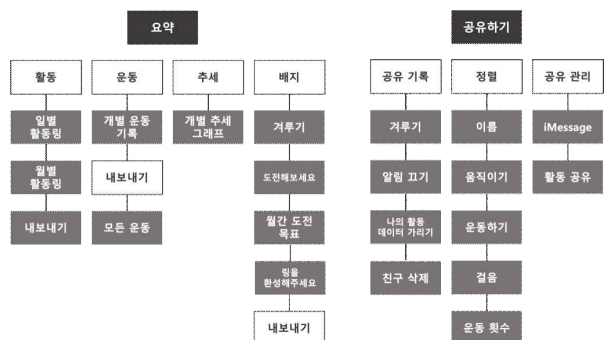 요약
공유하기
활동
운동
추세
배지
공유 기록
정렬
공유 관리
일별
활동링
개별 운동
기록
개별 추세
그래프
겨루기
겨루기
이름
iMessage
월별
활동링
내보내기
도전해보세요
알림 끄기
움직이기
활동 공유
내보내기
모든 운동
월간 도전
목표
나의 활동
데이터 가리기
운동하기
링을
환성해주세요
친구 삭제
걸음
내보내기
운동 횟수